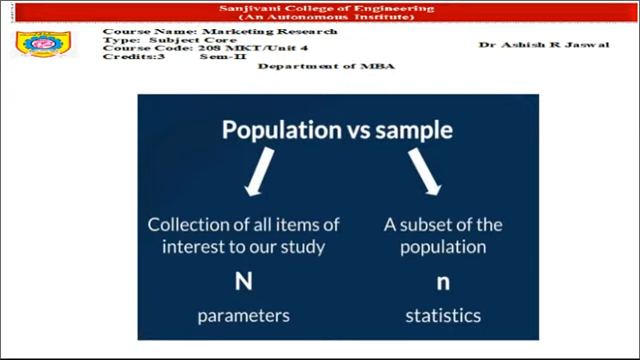 Sanjivani College of Engineering
(An Autonomous Institute)
Course Name: Marketing Research
Type: Subject Core
Course Code: 208 MKT/Unit 4
Dr Ashish R Jaswal
Credits:3 Sem-II
Department of MBA
Population vs sample
Collection of all items of
interest to our study
N
parameters
A subset of the
population
n
statistics